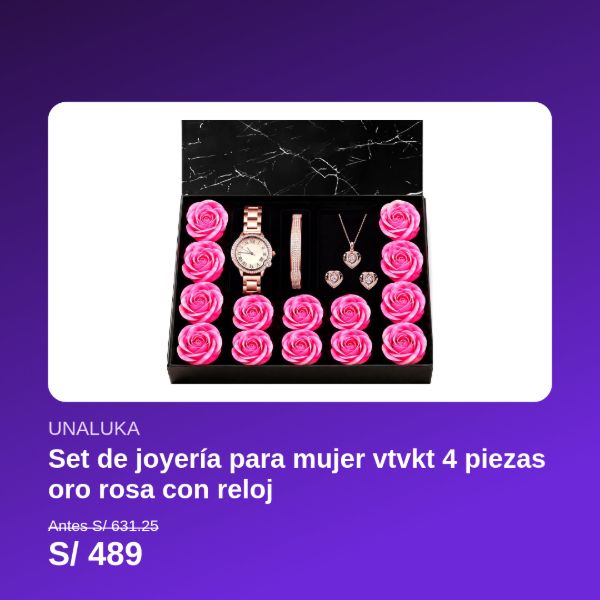 UNALUKA
Set de joyería para mujer vtvkt 4 piezas
oro rosa con reloj
Antes S/ 631.25
S/ 489